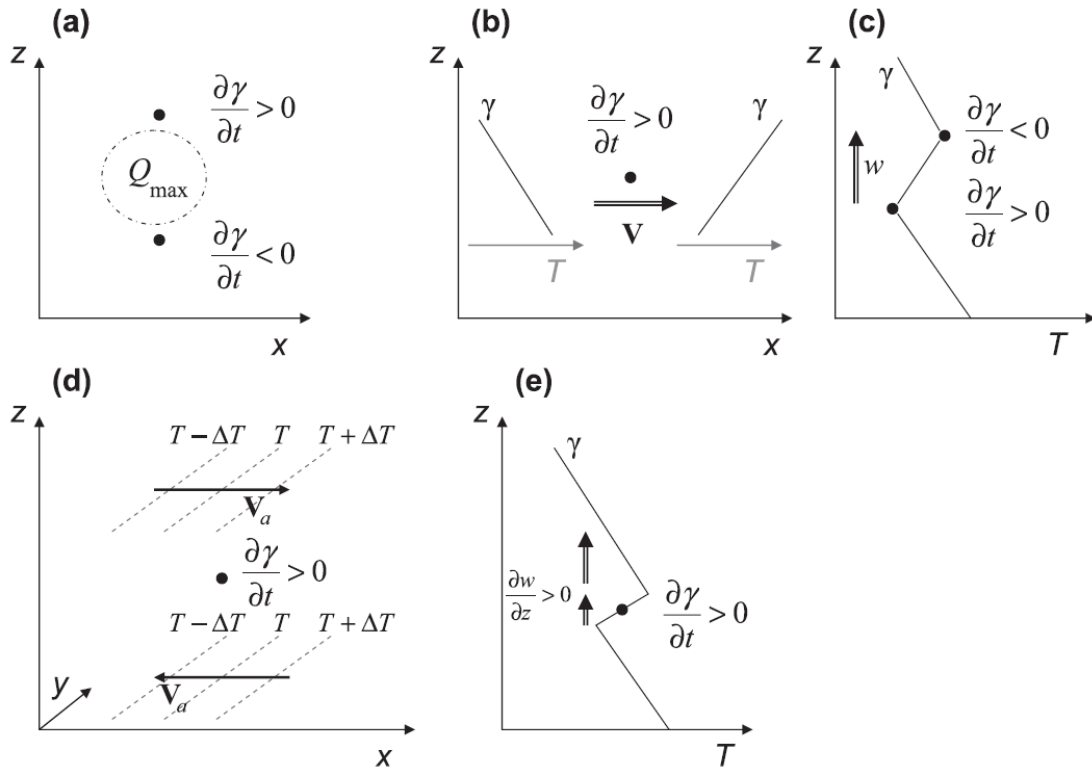 (a)
z
∂γ/∂t > 0
Q_max
∂γ/∂t < 0
x
(b)
z
γ
∂γ/∂t > 0
γ
V
T
T
x
(c)
z
γ
∂γ/∂t < 0
w
∂γ/∂t > 0
T
(d)
z
T − ΔT T T + ΔT
V_a
∂γ/∂t > 0
T − ΔT T T + ΔT
y
V_a
x
(e)
z
γ
∂w/∂z > 0
∂γ/∂t > 0
T